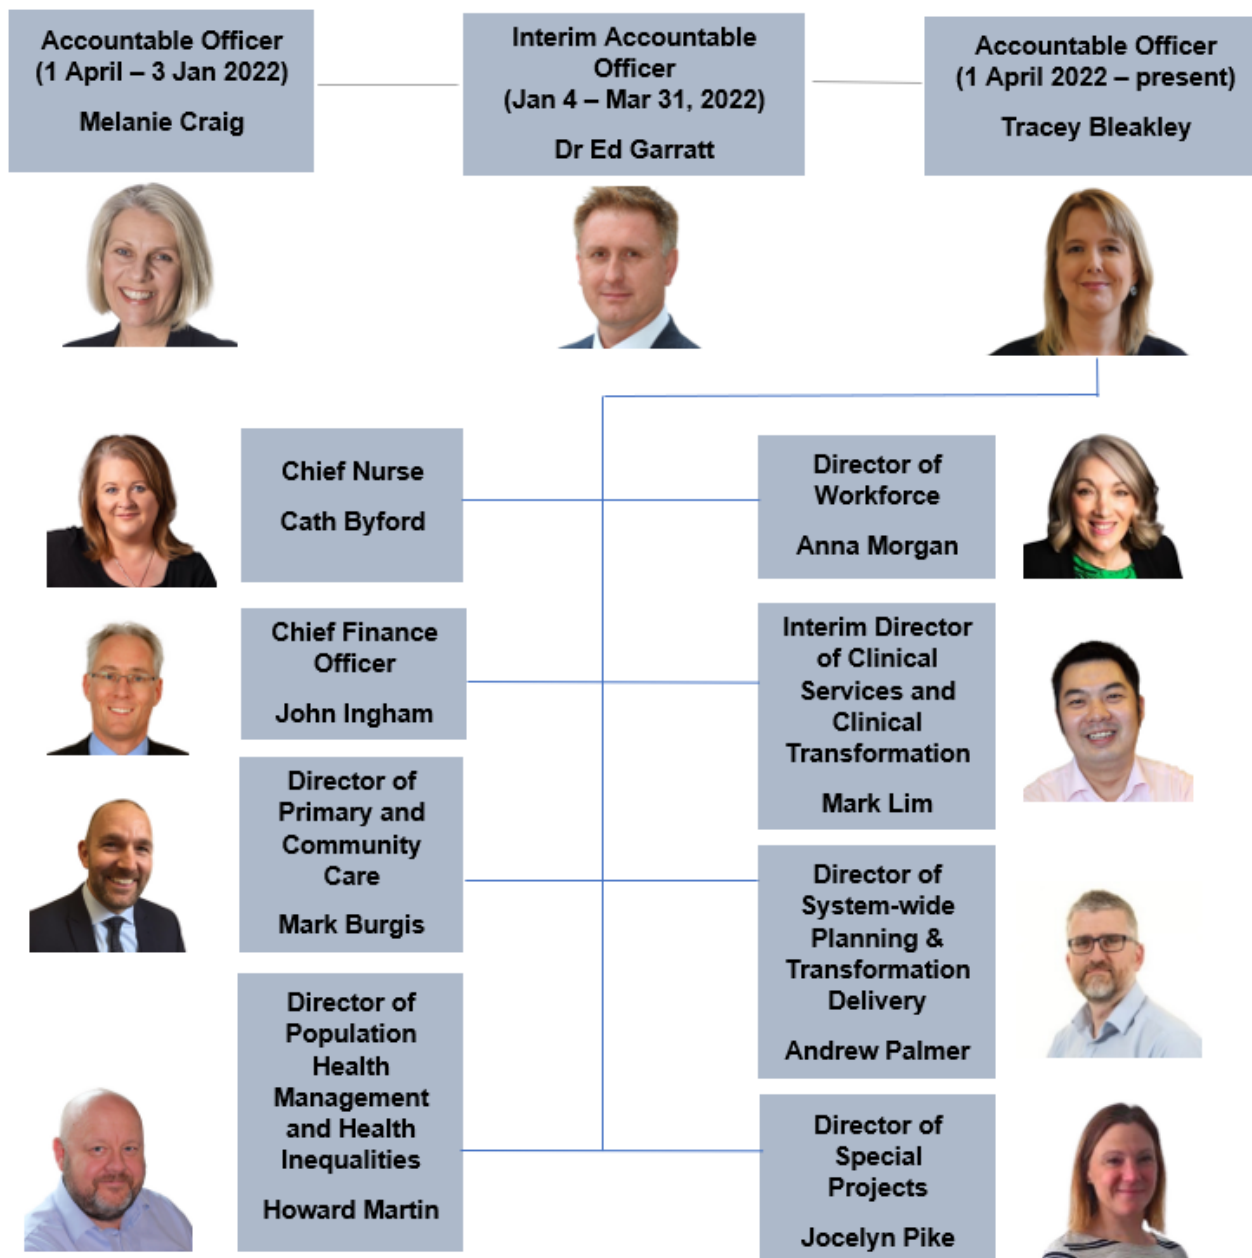 Accountable Officer
(1 April – 3 Jan 2022)
Melanie Craig
Interim Accountable
Officer
(Jan 4 – Mar 31, 2022)
Dr Ed Garratt
Accountable Officer
(1 April 2022 – present)
Tracey Bleakley
Chief Nurse
Cath Byford
Director of
Workforce
Anna Morgan
Chief Finance
Officer
John Ingham
Interim Director
of Clinical
Services and
Clinical
Transformation
Mark Lim
Director of
Primary and
Community
Care
Mark Burgis
Director of
System-wide
Planning &
Transformation
Delivery
Andrew Palmer
Director of
Population
Health
Management
and Health
Inequalities
Howard Martin
Director of
Special
Projects
Jocelyn Pike